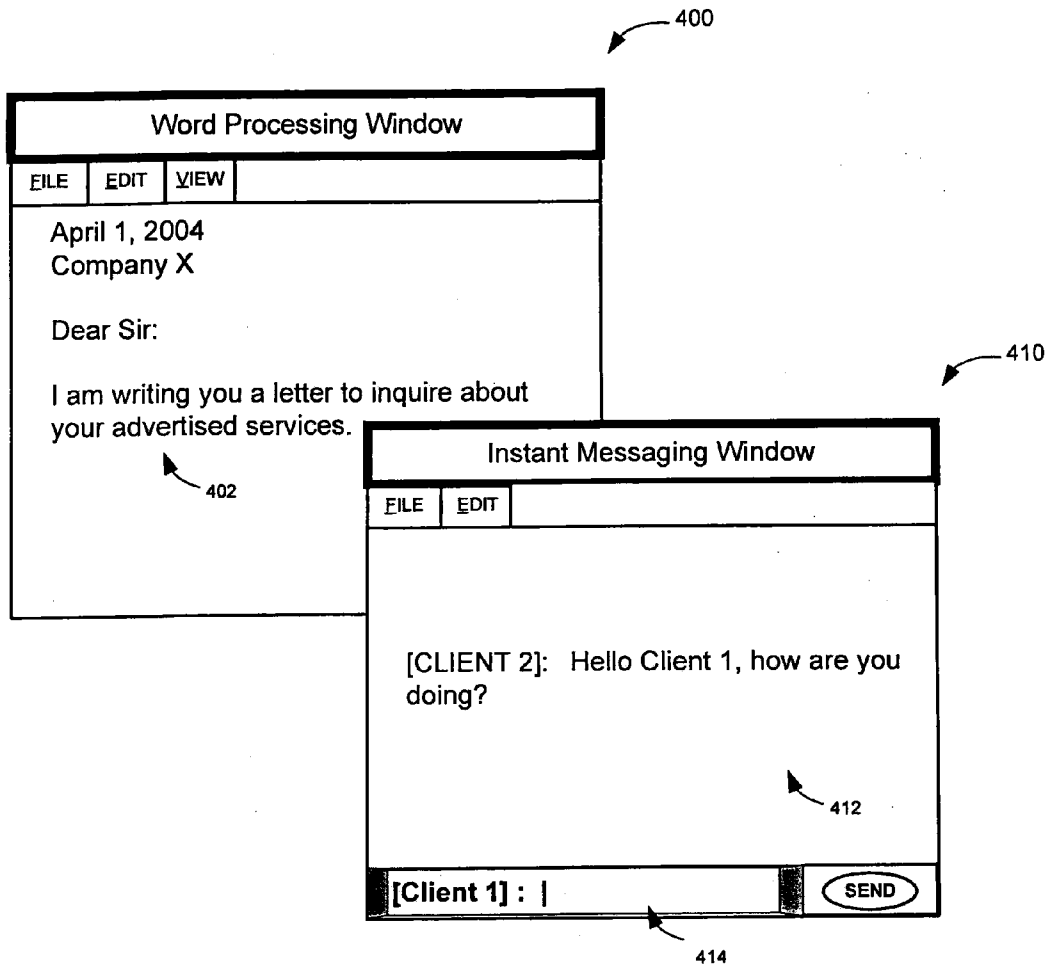 400
Word Processing Window
FILE EDIT VIEW
April 1, 2004
Company X
Dear Sir:
I am writing you a letter to inquire about
your advertised services.
402
410
Instant Messaging Window
FILE EDIT
[CLIENT 2]: Hello Client 1, how are you
doing?
412
[Client 1] : |
SEND
414